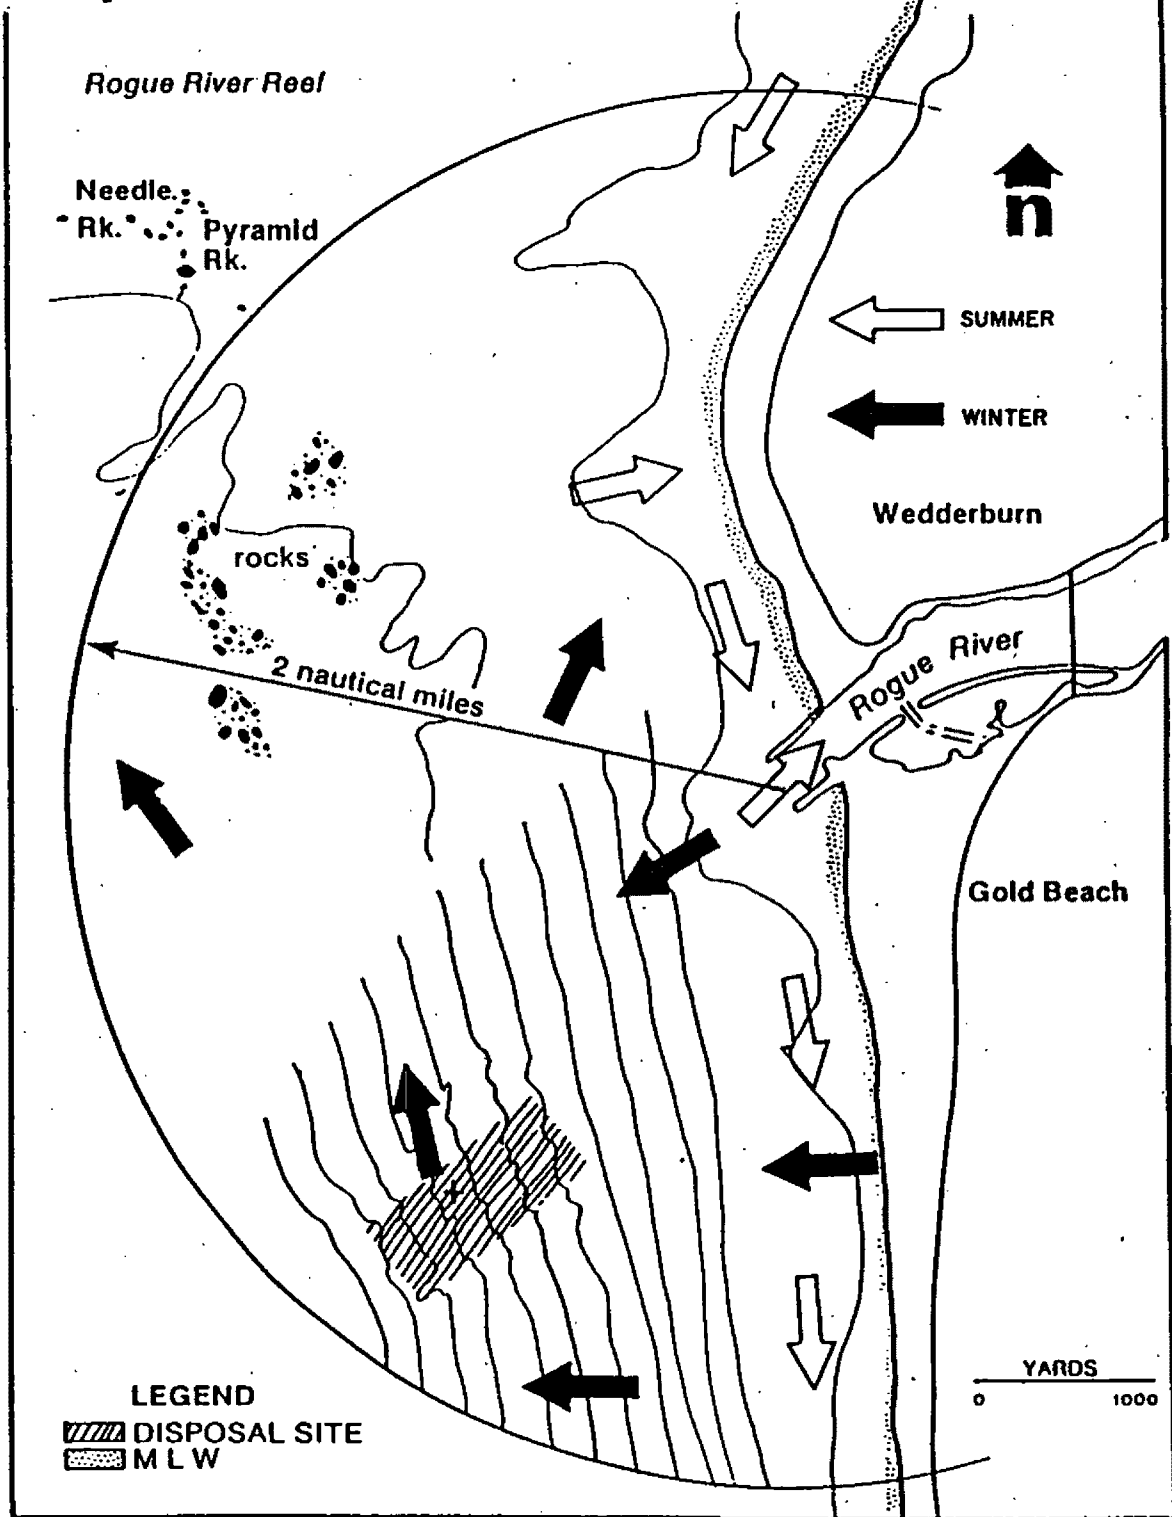 Rogue River Reef
Needle
Rk.
Pyramid
Rk.
n
SUMMER
WINTER
Wedderburn
rocks
2 nautical miles
Rogue River
Gold Beach
YARDS
0 1000
LEGEND
DISPOSAL SITE
M L W